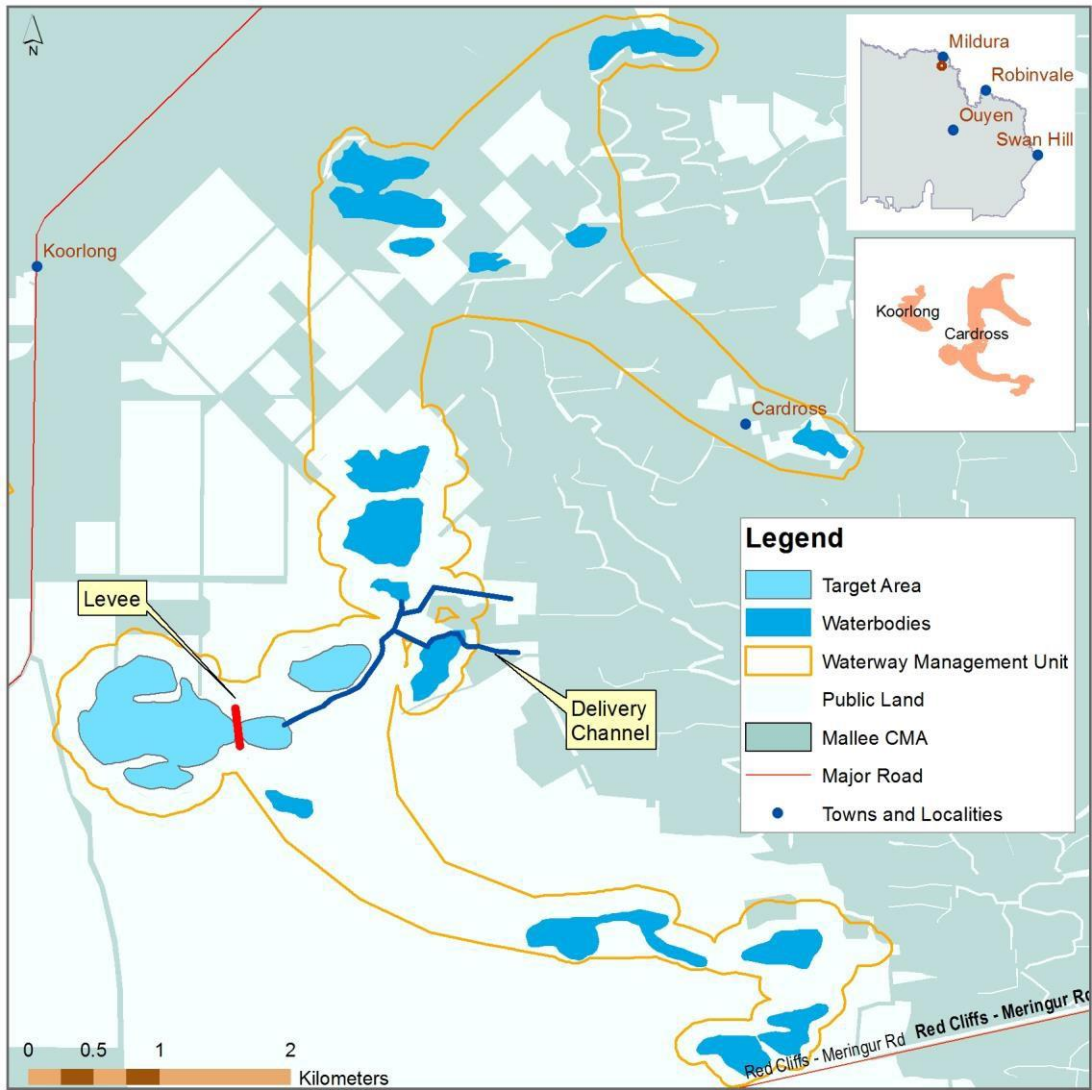 N
Mildura
Robinvale
Ouyen
Swan Hill
Koorlong
Koorlong
Cardross
Cardross
Legend
Target Area
Waterbodies
Waterway Management Unit
Public Land
Mallee CMA
Major Road
Towns and Localities
Levee
Delivery
Channel
Red Cliffs - Meringur Rd
Red Cliffs - Meringur Rd
0 0.5 1 2
Kilometers